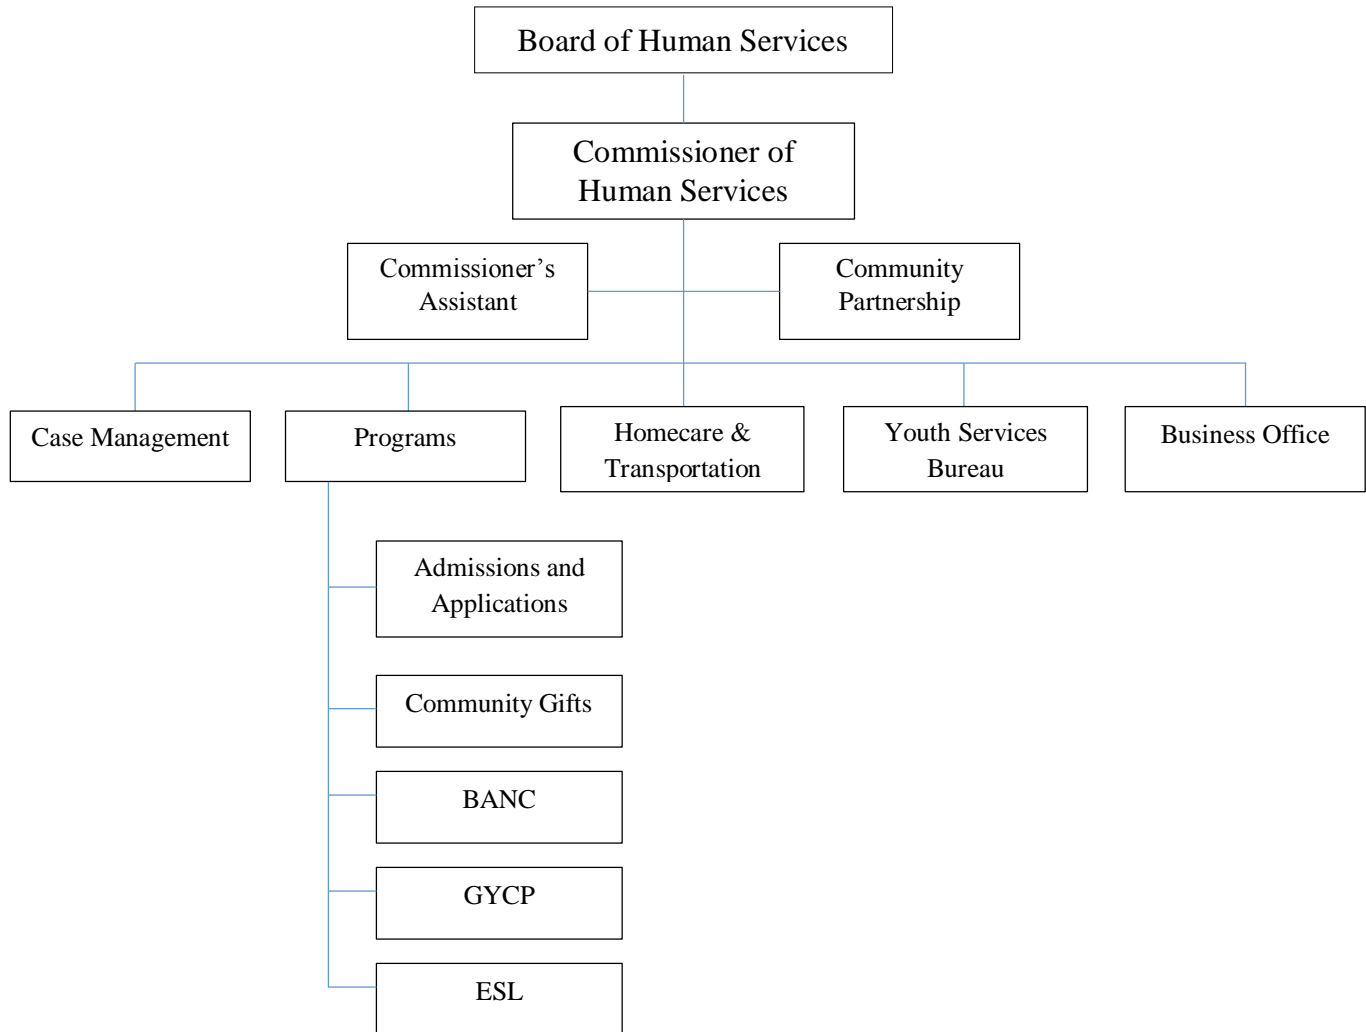 Board of Human Services
Commissioner of
Human Services
Commissioner’s
Assistant
Community
Partnership
Case Management
Programs
Homecare &
Transportation
Youth Services
Bureau
Business Office
Admissions and
Applications
Community Gifts
BANC
GYCP
ESL